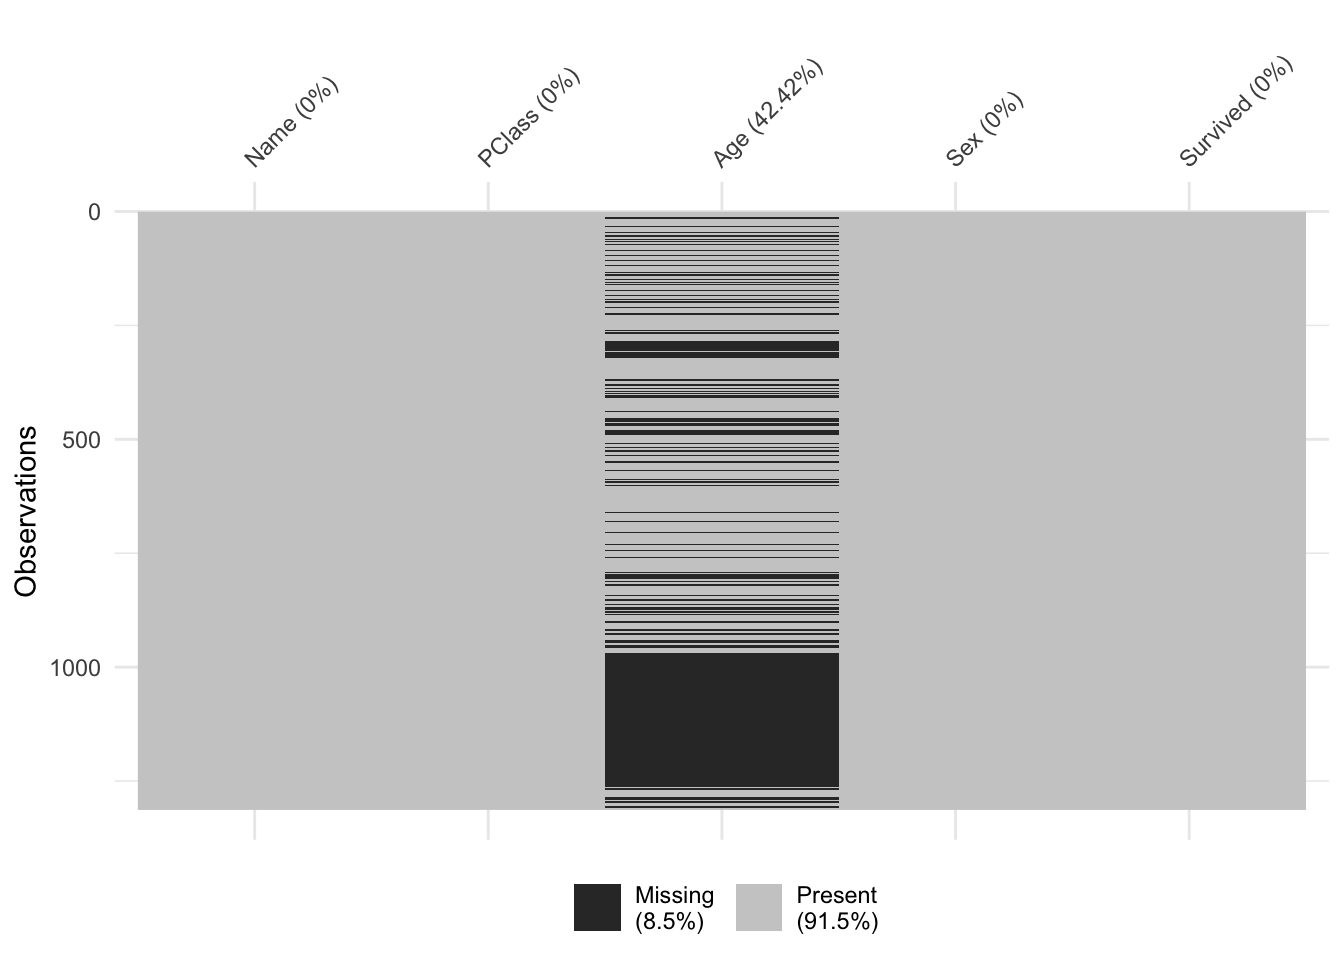 Name (0%)
PClass (0%)
Age (42.42%)
Sex (0%)
Survived (0%)
0
500
1000
Observations
Missing
(8.5%)
Present
(91.5%)